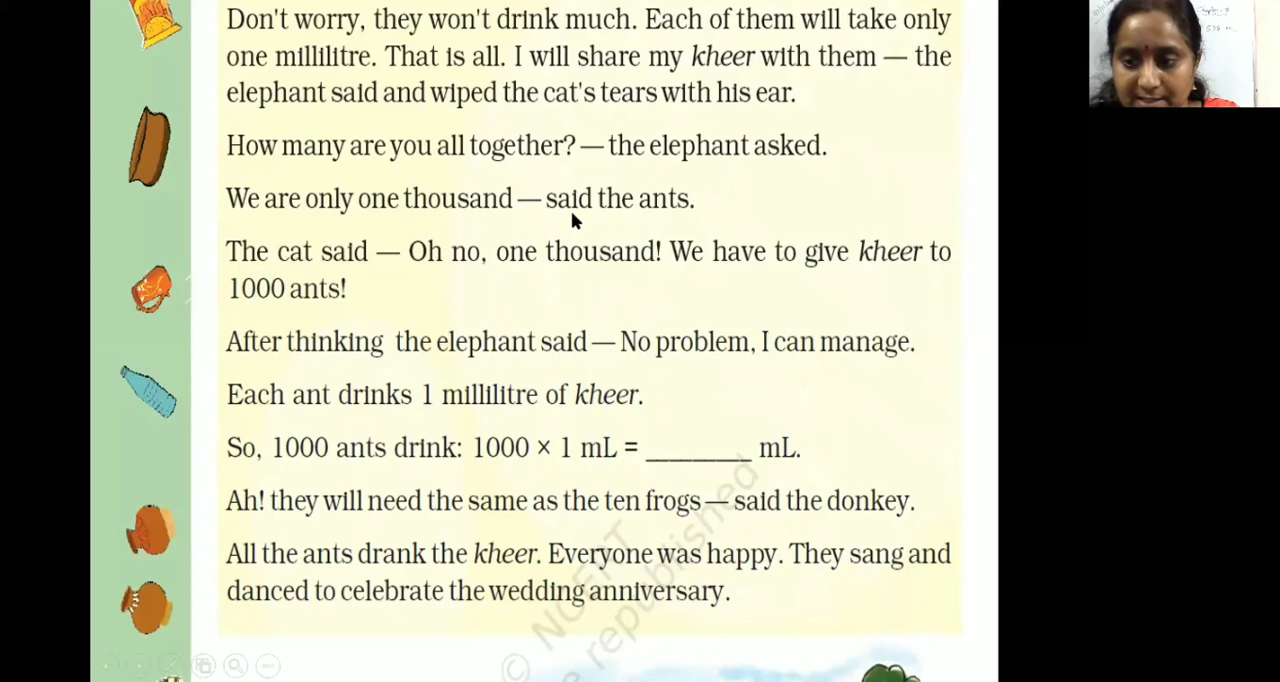 Don't worry, they won't drink much. Each of them will take only
one millilitre. That is all. I will share my kheer with them — the
elephant said and wiped the cat's tears with his ear.
How many are you all together? — the elephant asked.
We are only one thousand — said the ants.
The cat said — Oh no, one thousand! We have to give kheer to
1000 ants!
After thinking the elephant said — No problem, I can manage.
Each ant drinks 1 millilitre of kheer.
So, 1000 ants drink: 1000 × 1 mL = ________ mL.
Ah! they will need the same as the ten frogs — said the donkey.
All the ants drank the kheer. Everyone was happy. They sang and
danced to celebrate the wedding anniversary.
© NCERT
republished